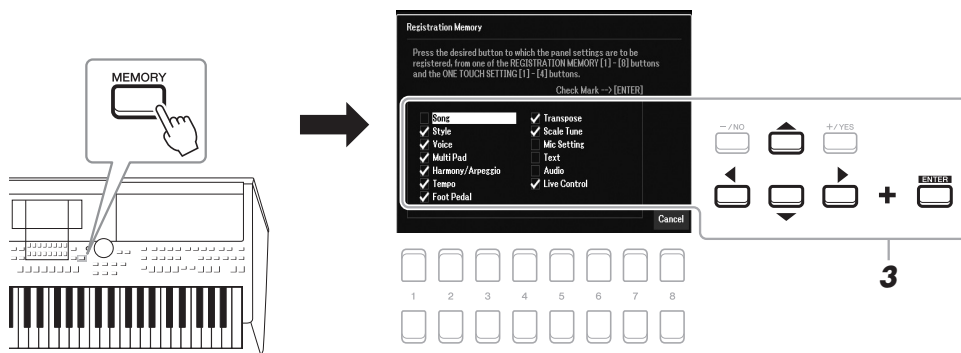 MEMORY
Registration Memory
Press the desired button to which the panel settings are to be
registered, from one of the REGISTRATION MEMORY [1] - [8] buttons
and the ONE TOUCH SETTING [1] - [4] buttons.
Check Mark --> [ENTER]
Song
Style
Voice
Multi Pad
Harmony/Arpeggio
Tempo
Foot Pedal
Transpose
Scale Tune
Mic Setting
Text
Audio
Live Control
Cancel
1 2 3 4 5 6 7 8
-/NO
+/YES
+
ENTER
3